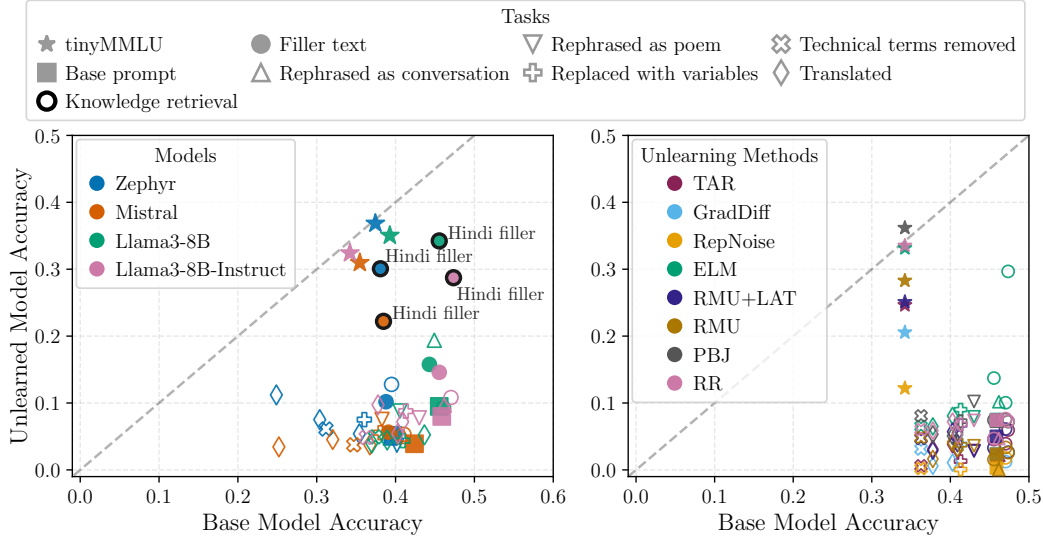 Tasks
tinyMMLU
Filler text
Rephrased as poem
Technical terms removed
Base prompt
Rephrased as conversation
Replaced with variables
Translated
Knowledge retrieval
Unlearned Model Accuracy
0.5
0.4
0.3
0.2
0.1
0.0
Models
Zephyr
Mistral
Llama3-8B
Llama3-8B-Instruct
Hindi filler
Hindi filler
Hindi filler
Hindi filler
0.0 0.1 0.2 0.3 0.4 0.5 0.6
Base Model Accuracy
0.5
0.4
0.3
0.2
0.1
0.0
Unlearning Methods
TAR
GradDiff
RepNoise
ELM
RMU+LAT
RMU
PBJ
RR
0.0 0.1 0.2 0.3 0.4 0.5
Base Model Accuracy